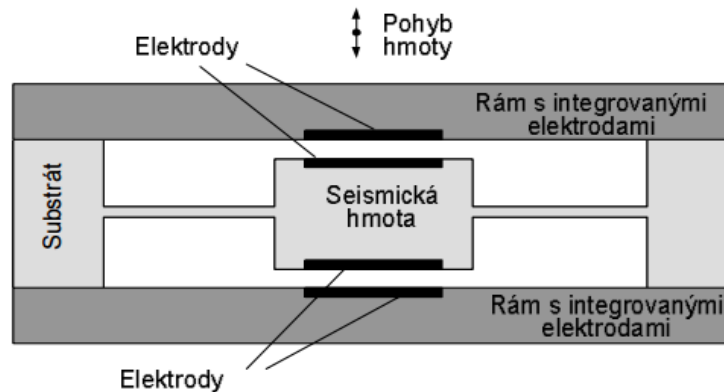 Pohyb
hmoty
Elektrody
Rám s integrovanými
elektrodami
Substrát
Seismická
hmota
Rám s integrovanými
elektrodami
Elektrody